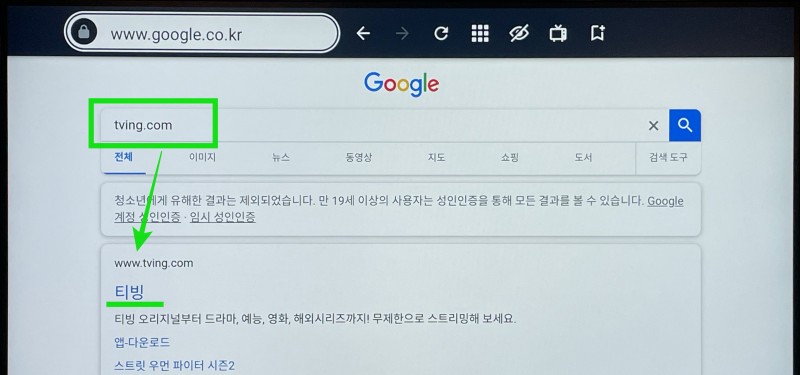 www.google.co.kr
Google
tving.com
전체 이미지 뉴스 동영상 지도 쇼핑 도서 검색 도구
청소년에게 유해한 결과는 제외되었습니다. 만 19세 이상의 사용자는 성인인증을 통해 모든 결과를 볼 수 있습니다. Google
계정 성인인증 · 임시 성인인증
www.tving.com
티빙
티빙 오리지널부터 드라마, 예능, 영화, 해외시리즈까지! 무제한으로 스트리밍해 보세요.
앱-다운로드
스트릿 우먼 파이터 시즌2